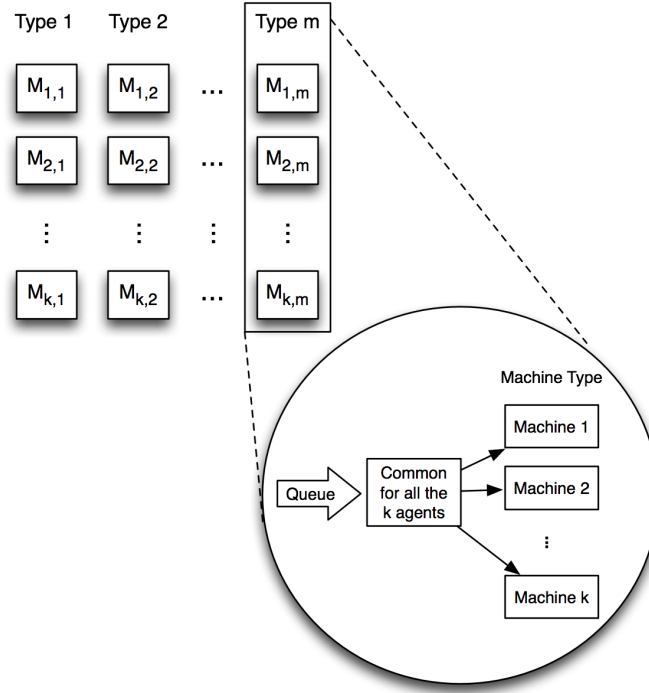 Type 1 Type 2 Type m
M1,1 M1,2 ... M1,m
M2,1 M2,2 ... M2,m
⋮ ⋮ ⋮ ⋮
Mk,1 Mk,2 ... Mk,m
Machine Type
Machine 1
Queue
Common
for all the
k agents
Machine 2
⋮
Machine k